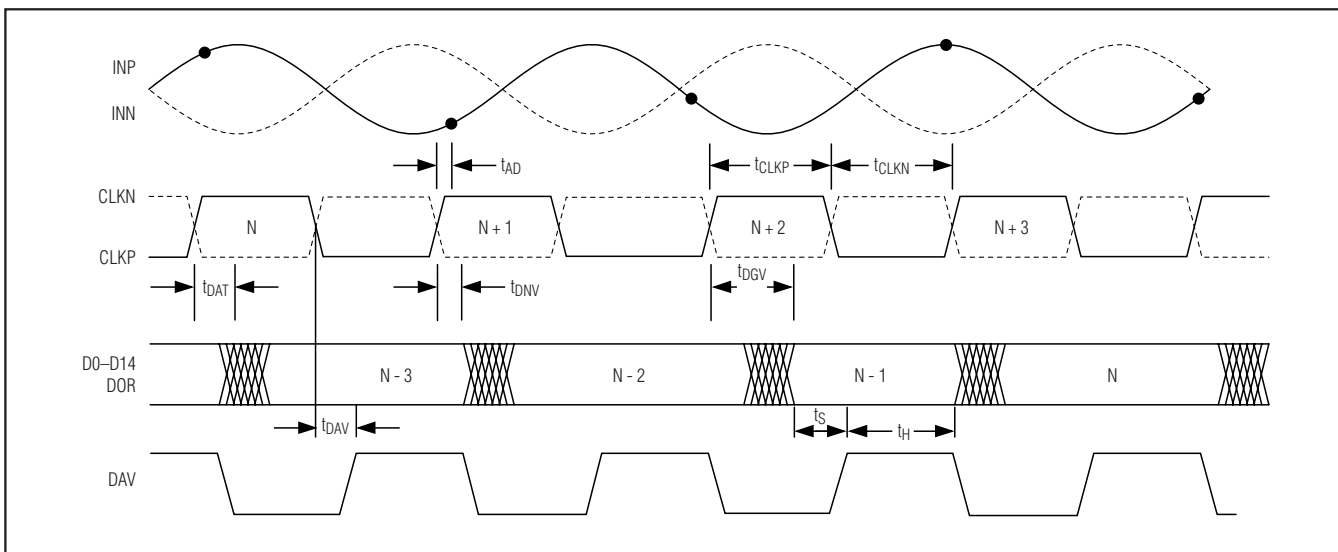 INP
INN
tAD
tCLKP
tCLKN
CLKN
N
N + 1
N + 2
N + 3
CLKP
tDAT
tDNV
tDGV
D0–D14
DOR
N - 3
N - 2
N - 1
N
tDAV
tS
tH
DAV